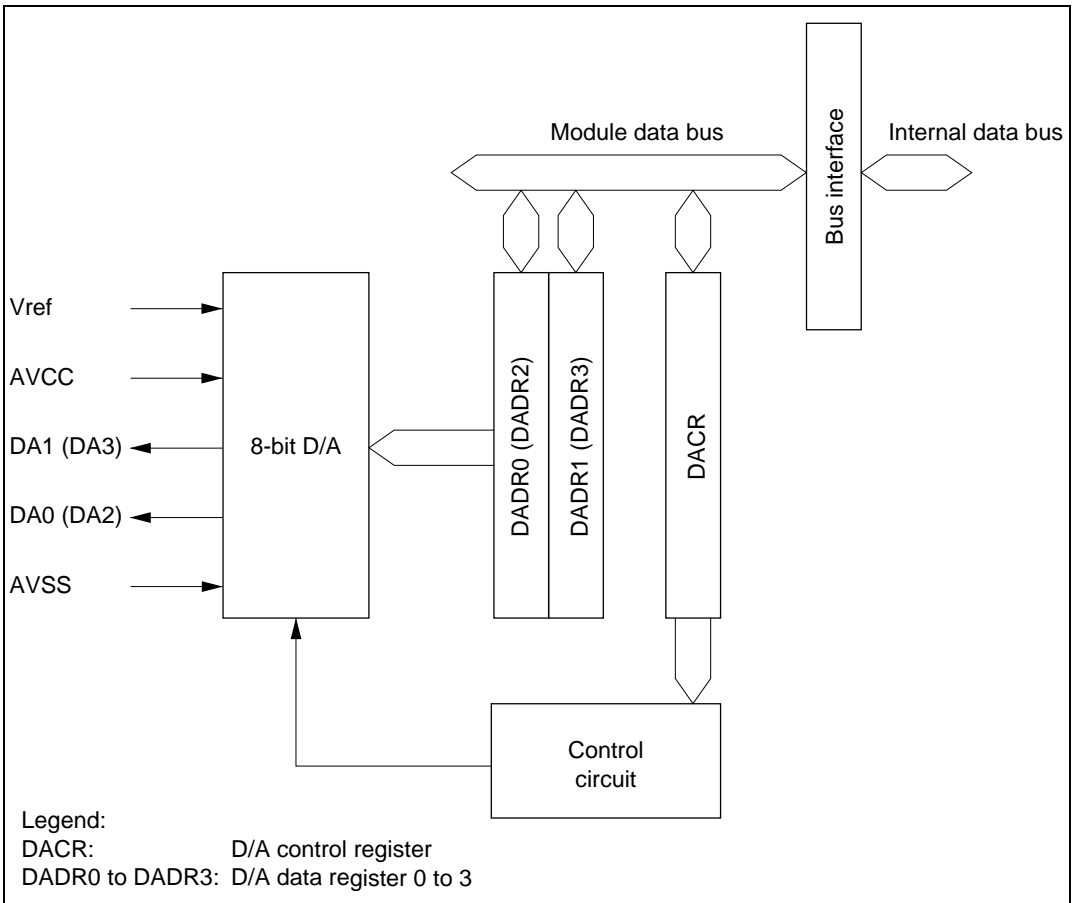 Module data bus
Internal data bus
Bus interface
Vref
AVCC
DA1 (DA3)
DA0 (DA2)
AVSS
8-bit D/A
DADR0 (DADR2)
DADR1 (DADR3)
DACR
Control
circuit
Legend:
DACR: D/A control register
DADR0 to DADR3: D/A data register 0 to 3